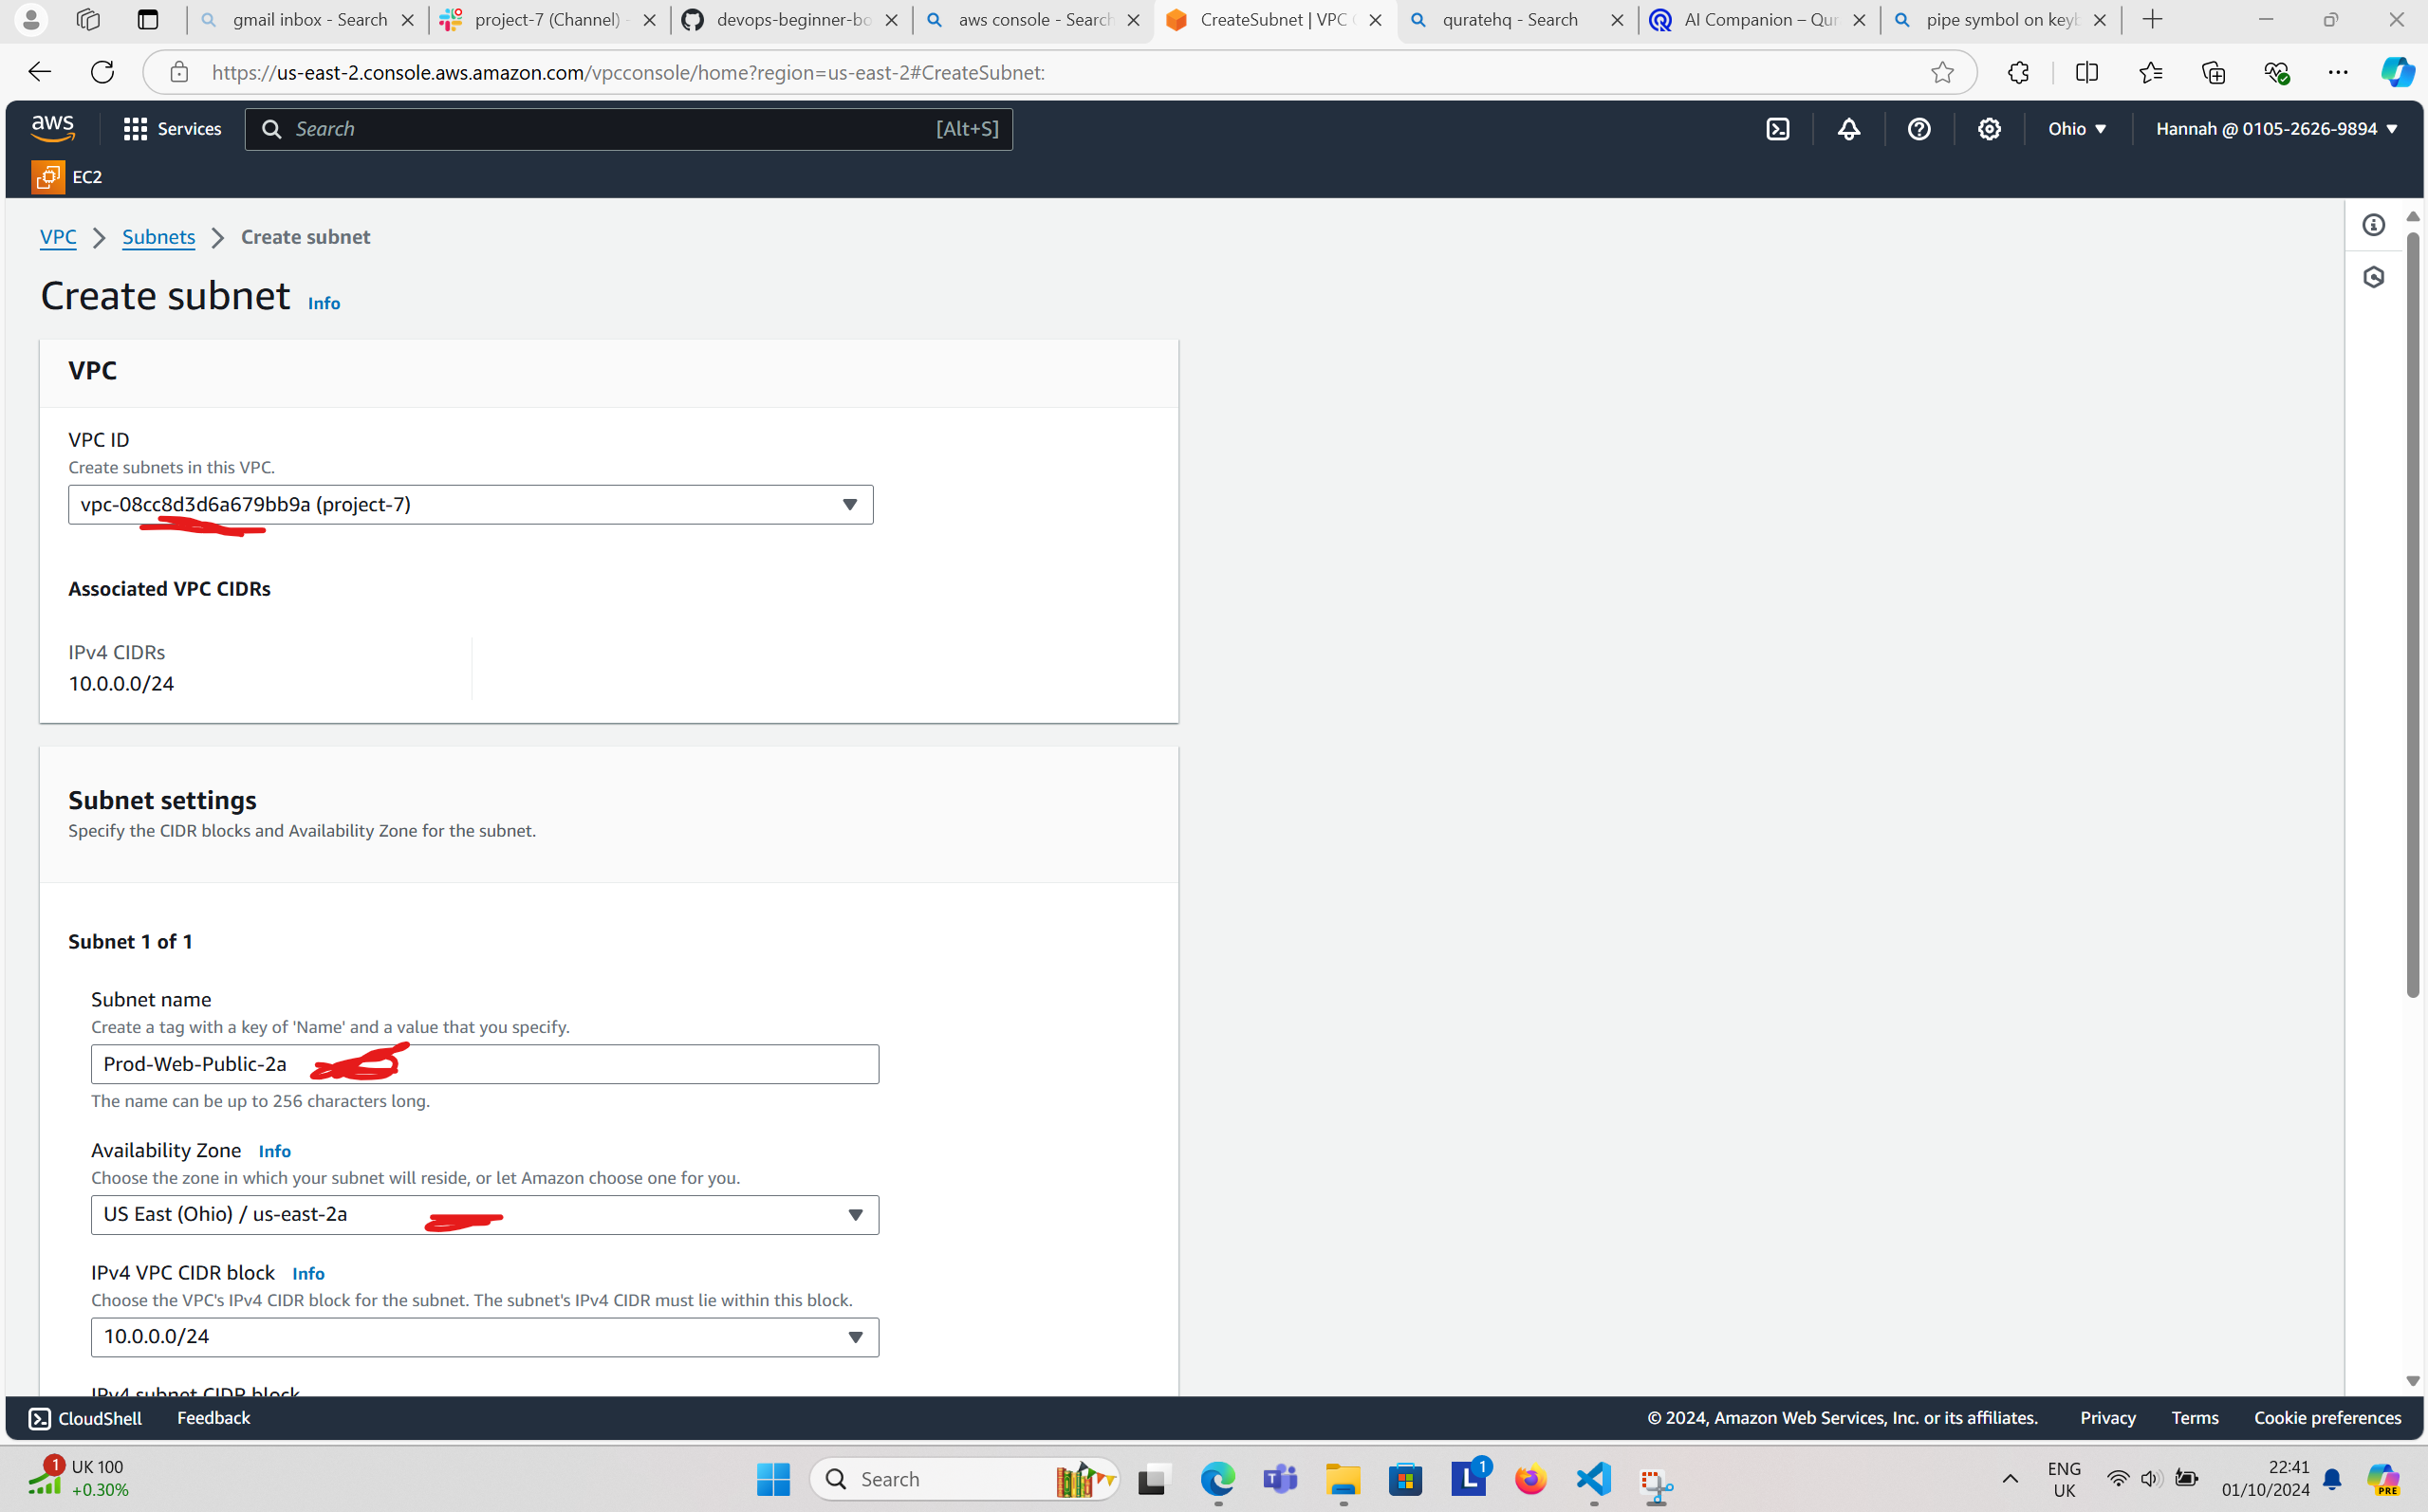 gmail inbox - Search
project-7 (Channel) -
devops-beginner-bo
aws console - Search
CreateSubnet | VPC C
quratehq - Search
AI Companion – Qur
pipe symbol on keyb
https://us-east-2.console.aws.amazon.com/vpcconsole/home?region=us-east-2#CreateSubnet:
aws
Services
Search
[Alt+S]
Ohio
Hannah @ 0105-2626-9894
EC2
VPC
Subnets
Create subnet
Create subnet Info
VPC
VPC ID
Create subnets in this VPC.
vpc-08cc8d3d6a679bb9a (project-7)
Associated VPC CIDRs
IPv4 CIDRs
10.0.0.0/24
Subnet settings
Specify the CIDR blocks and Availability Zone for the subnet.
Subnet 1 of 1
Subnet name
Create a tag with a key of 'Name' and a value that you specify.
Prod-Web-Public-2a
The name can be up to 256 characters long.
Availability Zone Info
Choose the zone in which your subnet will reside, or let Amazon choose one for you.
US East (Ohio) / us-east-2a
IPv4 VPC CIDR block Info
Choose the VPC's IPv4 CIDR block for the subnet. The subnet's IPv4 CIDR must lie within this block.
10.0.0.0/24
IPv4 subnet CIDR block
CloudShell
Feedback
© 2024, Amazon Web Services, Inc. or its affiliates.
Privacy
Terms
Cookie preferences
1
UK 100
+0.30%
Search
L
1
ENG
UK
22:41
01/10/2024
PRE